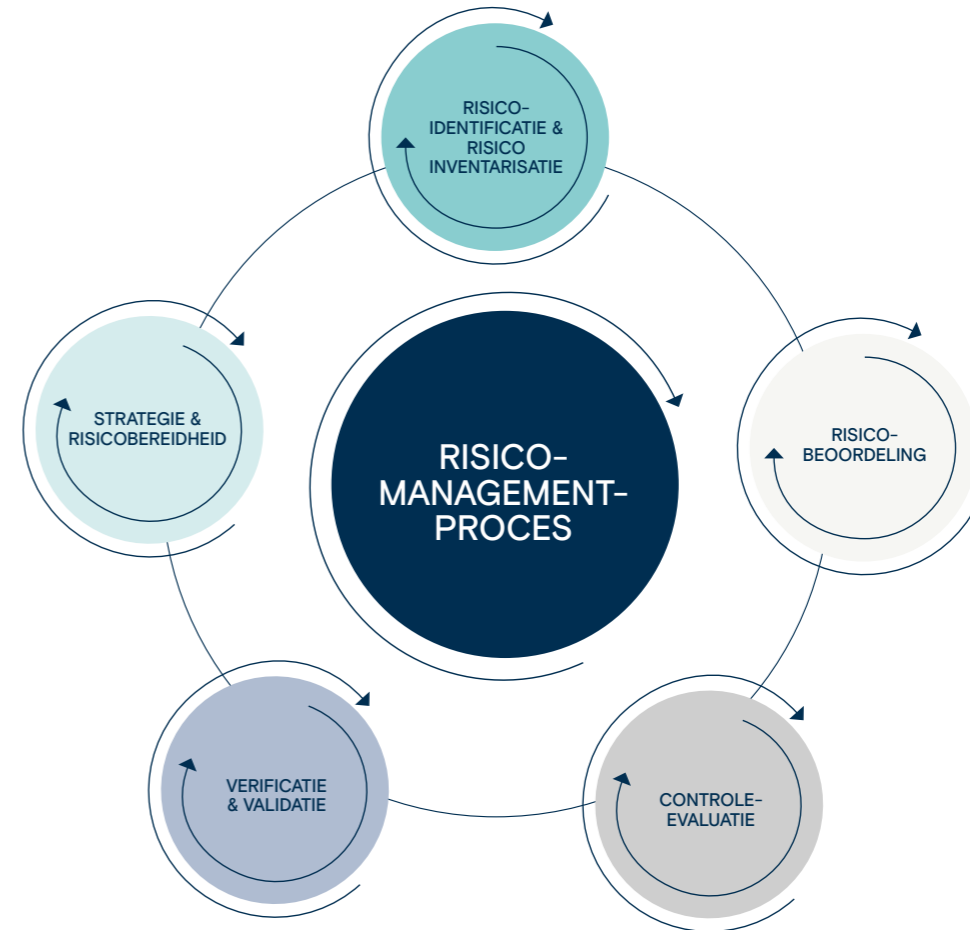 RISICO-
IDENTIFICATIE &
RISICO
INVENTARISATIE
STRATEGIE &
RISICOBEREIDHEID
RISICO-
BEOORDELING
RISICO-
MANAGEMENT-
PROCES
VERIFICATIE
& VALIDATIE
CONTROLE-
EVALUATIE